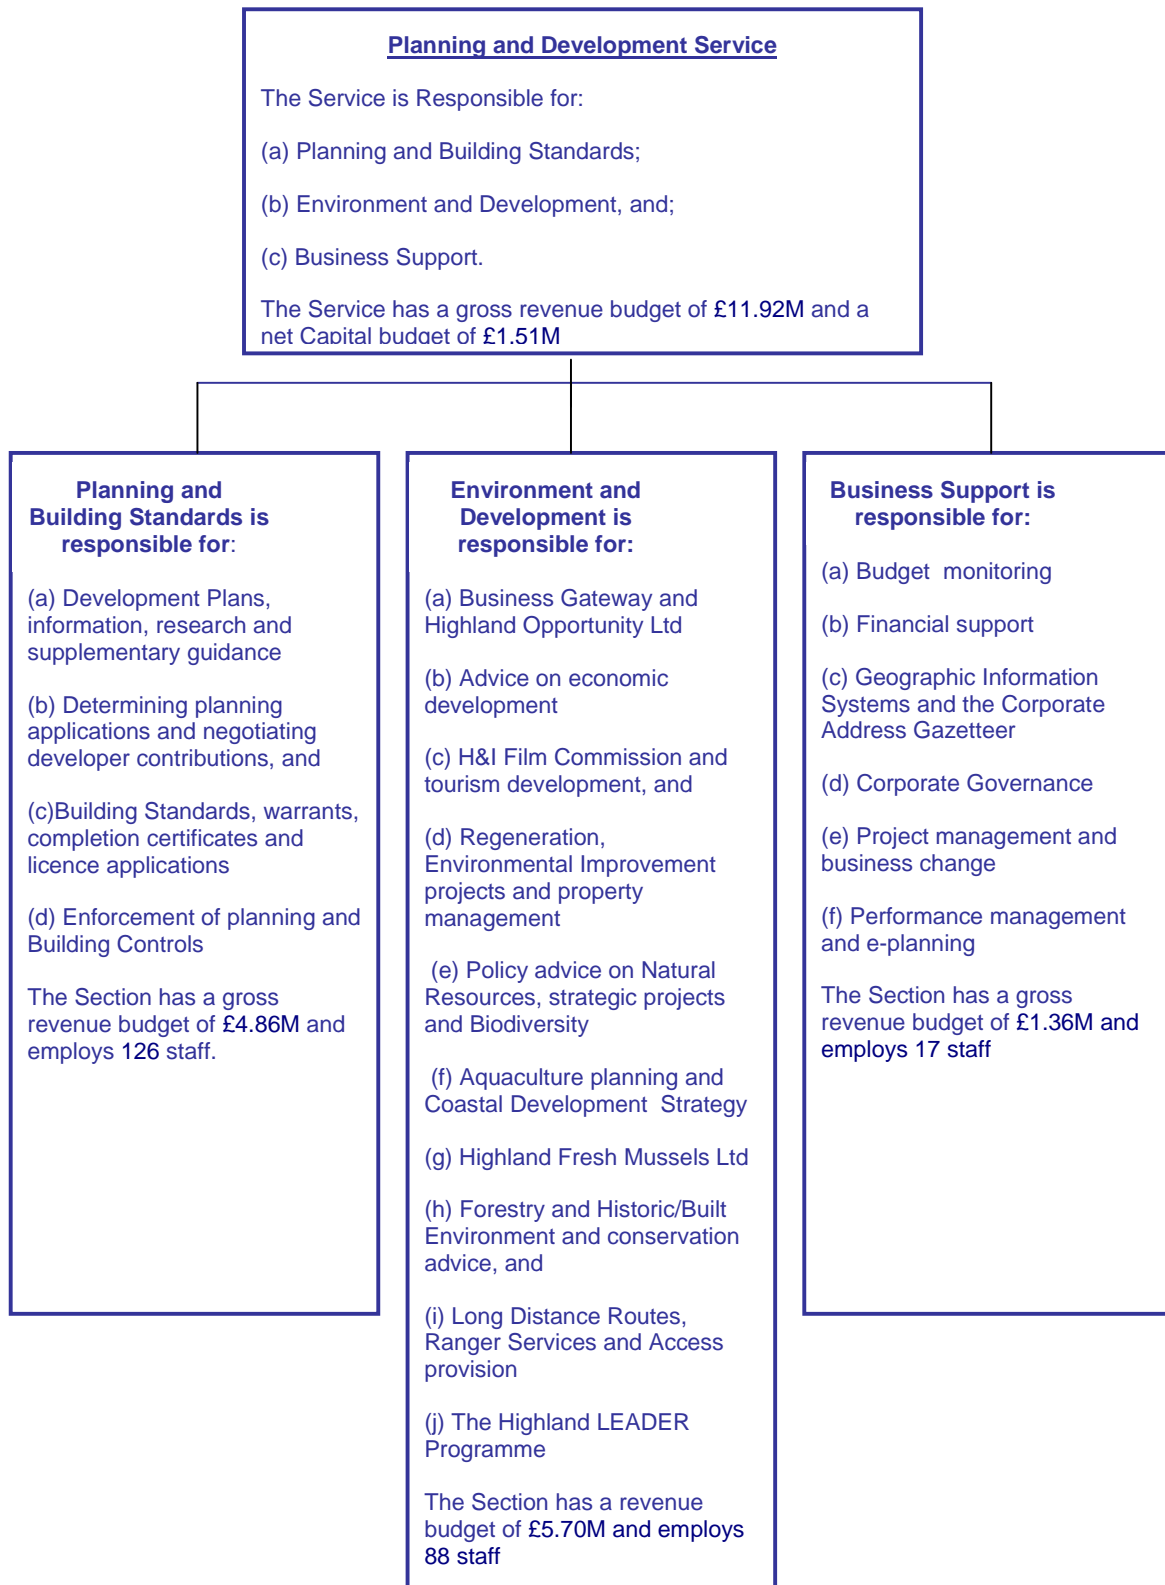 Planning and Development Service
The Service is Responsible for:
(a) Planning and Building Standards;
(b) Environment and Development, and;
(c) Business Support.
The Service has a gross revenue budget of £11.92M and a
net Capital budget of £1.51M
Planning and
Building Standards is
responsible for:
(a) Development Plans,
information, research and
supplementary guidance
(b) Determining planning
applications and negotiating
developer contributions, and
(c)Building Standards, warrants,
completion certificates and
licence applications
(d) Enforcement of planning and
Building Controls
The Section has a gross
revenue budget of £4.86M and
employs 126 staff.
Environment and
Development is
responsible for:
(a) Business Gateway and
Highland Opportunity Ltd
(b) Advice on economic
development
(c) H&I Film Commission and
tourism development, and
(d) Regeneration,
Environmental Improvement
projects and property
management
(e) Policy advice on Natural
Resources, strategic projects
and Biodiversity
(f) Aquaculture planning and
Coastal Development  Strategy
(g) Highland Fresh Mussels Ltd
(h) Forestry and Historic/Built
Environment and conservation
advice, and
(i) Long Distance Routes,
Ranger Services and Access
provision
(j) The Highland LEADER
Programme
The Section has a revenue
budget of £5.70M and employs
88 staff
Business Support is
responsible for:
(a) Budget  monitoring
(b) Financial support
(c) Geographic Information
Systems and the Corporate
Address Gazetteer
(d) Corporate Governance
(e) Project management and
business change
(f) Performance management
and e-planning
The Section has a gross
revenue budget of £1.36M and
employs 17 staff